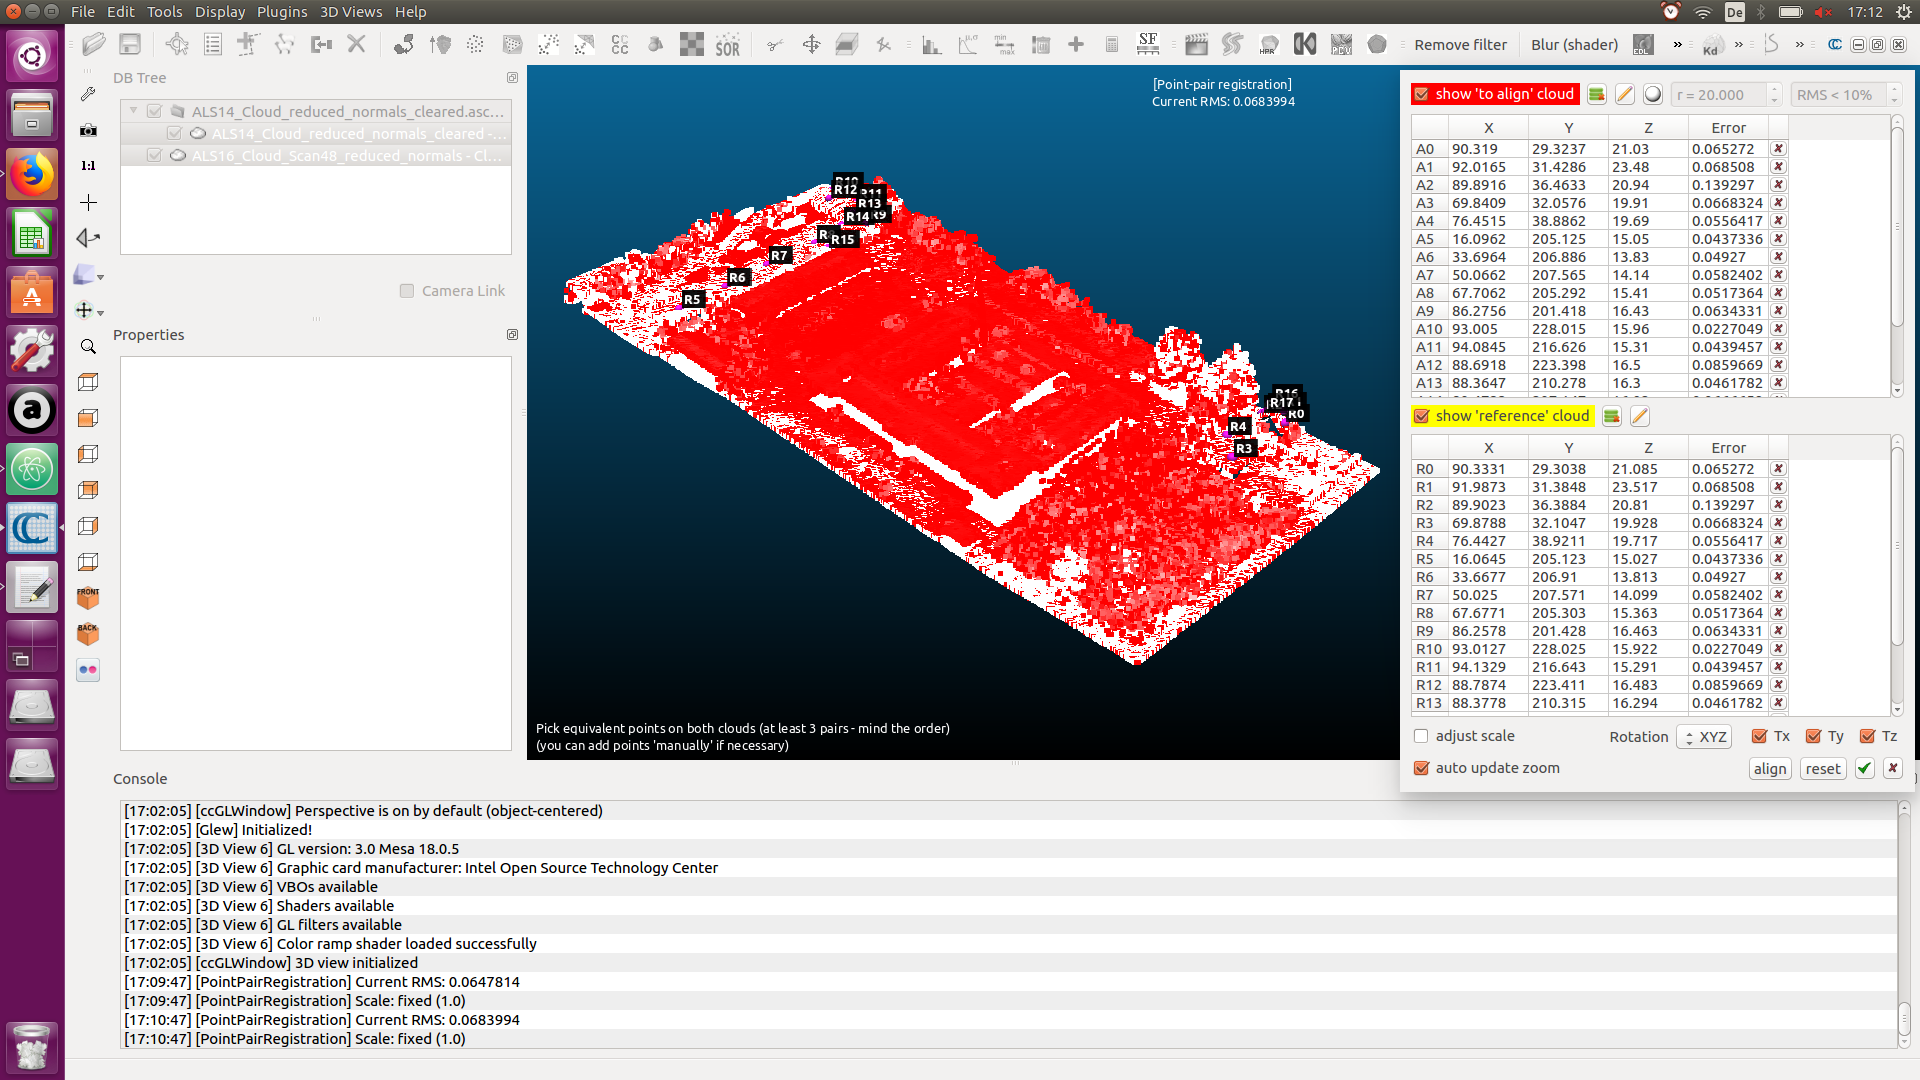 File Edit Tools Display Plugins 3D Views Help
De 17:12
CC
CC
SOR
min
max
SF
HPR
PCV
Remove filter
Blur (shader)
EDL
»
Kd
»
»
DB Tree
ALS14_Cloud_reduced_normals_cleared.asc...
ALS14_Cloud_reduced_normals_cleared -...
ALS16_Cloud_Scan48_reduced_normals - Cl...
1:1
Camera Link
Properties
FRONT
BACK
[Point-pair registration]
Current RMS: 0.0683994
R12
R13
R14
R9
R15
R7
R6
R5
R16
R17
R0
R4
R3
Pick equivalent points on both clouds (at least 3 pairs - mind the order)
(you can add points 'manually' if necessary)
show 'to align' cloud
r = 20.000
RMS < 10%
X Y Z Error
A0 90.319 29.3237 21.03 0.065272
A1 92.0165 31.4286 23.48 0.068508
A2 89.8916 36.4633 20.94 0.139297
A3 69.8409 32.0576 19.91 0.0668324
A4 76.4515 38.8862 19.69 0.0556417
A5 16.0962 205.125 15.05 0.0437336
A6 33.6964 206.886 13.83 0.04927
A7 50.0662 207.565 14.14 0.0582402
A8 67.7062 205.292 15.41 0.0517364
A9 86.2756 201.418 16.43 0.0634331
A10 93.005 228.015 15.96 0.0227049
A11 94.0845 216.626 15.31 0.0439457
A12 88.6918 223.398 16.5 0.0859669
A13 88.3647 210.278 16.3 0.0461782
show 'reference' cloud
X Y Z Error
R0 90.3331 29.3038 21.085 0.065272
R1 91.9873 31.3848 23.517 0.068508
R2 89.9023 36.3884 20.81 0.139297
R3 69.8788 32.1047 19.928 0.0668324
R4 76.4427 38.9211 19.717 0.0556417
R5 16.0645 205.123 15.027 0.0437336
R6 33.6677 206.91 13.813 0.04927
R7 50.025 207.571 14.099 0.0582402
R8 67.6771 205.303 15.363 0.0517364
R9 86.2578 201.428 16.463 0.0634331
R10 93.0127 228.025 15.922 0.0227049
R11 94.1329 216.643 15.291 0.0439457
R12 88.7874 223.411 16.483 0.0859669
R13 88.3778 210.315 16.294 0.0461782
adjust scale
Rotation XYZ Tx Ty Tz
auto update zoom
align reset
Console
[17:02:05] [ccGLWindow] Perspective is on by default (object-centered)
[17:02:05] [Glew] Initialized!
[17:02:05] [3D View 6] GL version: 3.0 Mesa 18.0.5
[17:02:05] [3D View 6] Graphic card manufacturer: Intel Open Source Technology Center
[17:02:05] [3D View 6] VBOs available
[17:02:05] [3D View 6] Shaders available
[17:02:05] [3D View 6] GL filters available
[17:02:05] [3D View 6] Color ramp shader loaded successfully
[17:02:05] [ccGLWindow] 3D view initialized
[17:09:47] [PointPairRegistration] Current RMS: 0.0647814
[17:09:47] [PointPairRegistration] Scale: fixed (1.0)
[17:10:47] [PointPairRegistration] Current RMS: 0.0683994
[17:10:47] [PointPairRegistration] Scale: fixed (1.0)